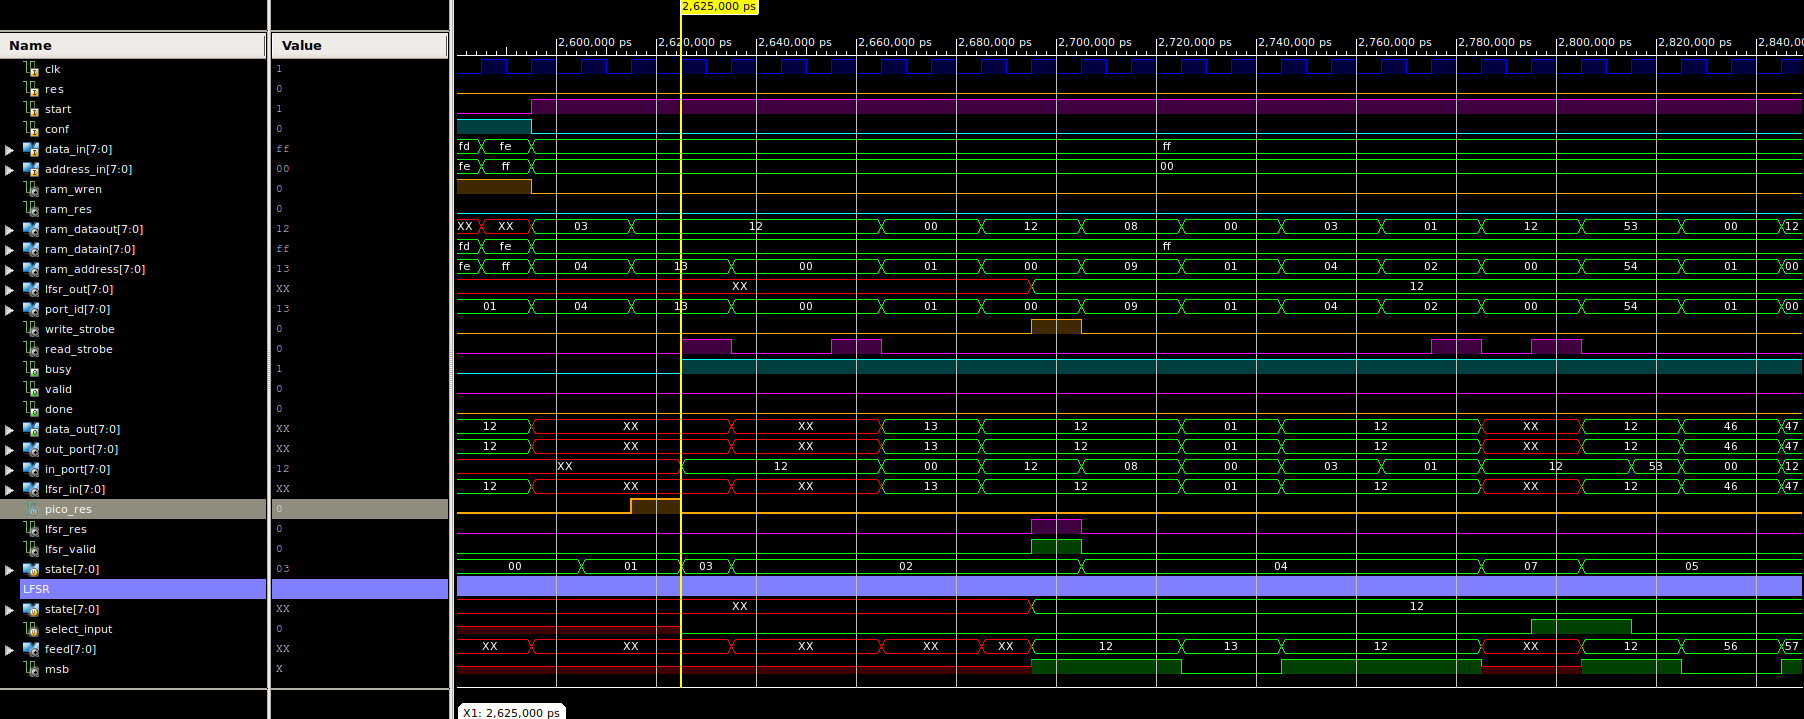 2,625,000 ps
Name Value
2,600,000 ps 2,620,000 ps 2,640,000 ps 2,660,000 ps 2,680,000 ps 2,700,000 ps 2,720,000 ps 2,740,000 ps 2,760,000 ps 2,780,000 ps 2,800,000 ps 2,820,000 ps 2,840,0
clk 1
res 0
start 1
conf 0
data_in[7:0] ff fd fe ff
address_in[7:0] 00 fe ff 00
ram_wren 0
ram_res 0
ram_dataout[7:0] 12 XX XX 03 12 00 12 08 00 03 01 12 53 00 12
ram_datain[7:0] ff fd fe ff
ram_address[7:0] 13 fe ff 04 13 00 01 00 09 01 04 02 00 54 01 00
lfsr_out[7:0] XX XX 12
port_id[7:0] 13 01 04 13 00 01 00 09 01 04 02 00 54 01 00
write_strobe 0
read_strobe 0
busy 1
valid 0
done 0
data_out[7:0] XX 12 XX XX 13 12 01 12 XX 12 46 47
out_port[7:0] XX 12 XX XX 13 12 01 12 XX 12 46 47
in_port[7:0] 12 XX 12 00 12 08 00 03 01 12 53 00 12
lfsr_in[7:0] XX 12 XX XX 13 12 01 12 XX 12 46 47
pico_res 0
lfsr_res 0
lfsr_valid 0
state[7:0] 03 00 01 03 02 04 07 05
LFSR
state[7:0] XX XX 12
select_input 0
feed[7:0] XX XX XX XX XX XX 12 13 12 XX 12 56 57
msb X
X1: 2,625,000 ps